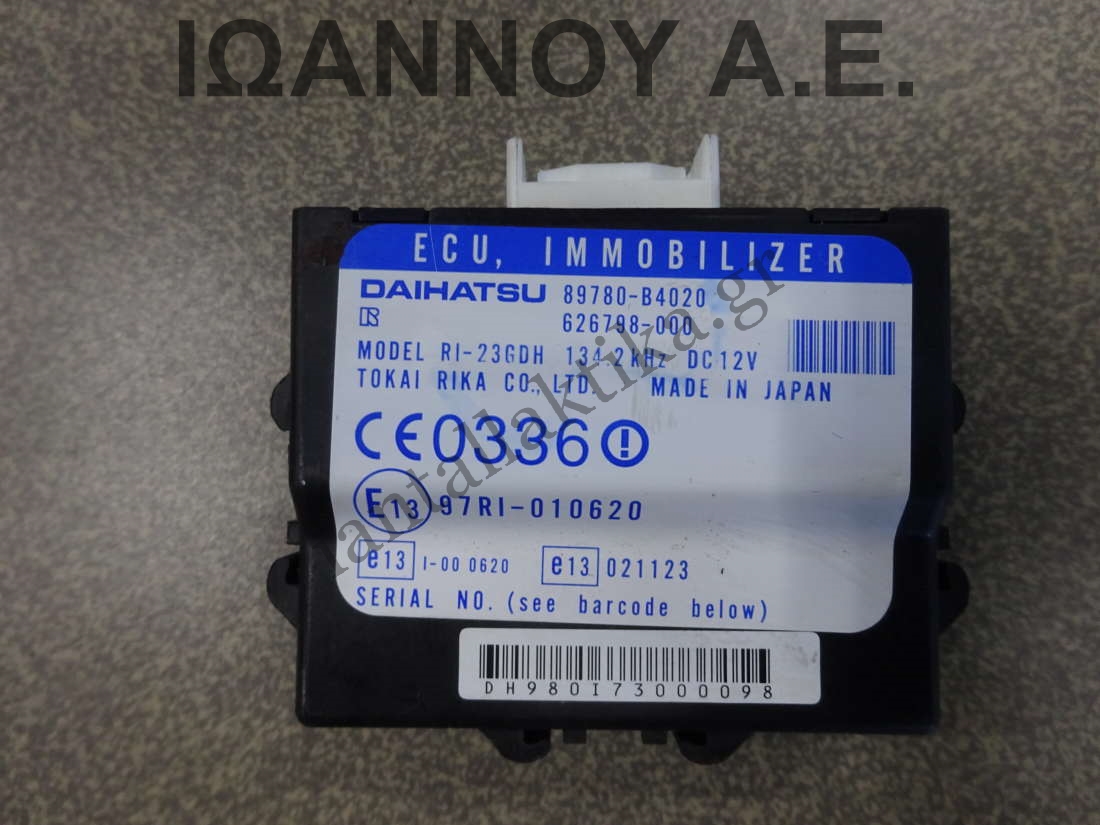 ΙΩΑΝΝΟΥ Α.Ε.
ECU, IMMOBILIZER
DAIHATSU 89780-B4020
626798-000
MODEL RI-23GDH 134.2kHz DC12V
TOKAI RIKA CO., LTD. MADE IN JAPAN
CE0336
E13 97RI-010620
e13 I-00 0620 e13 021123
SERIAL NO. (see barcode below)
DH980I73000098
antallaktika.gr